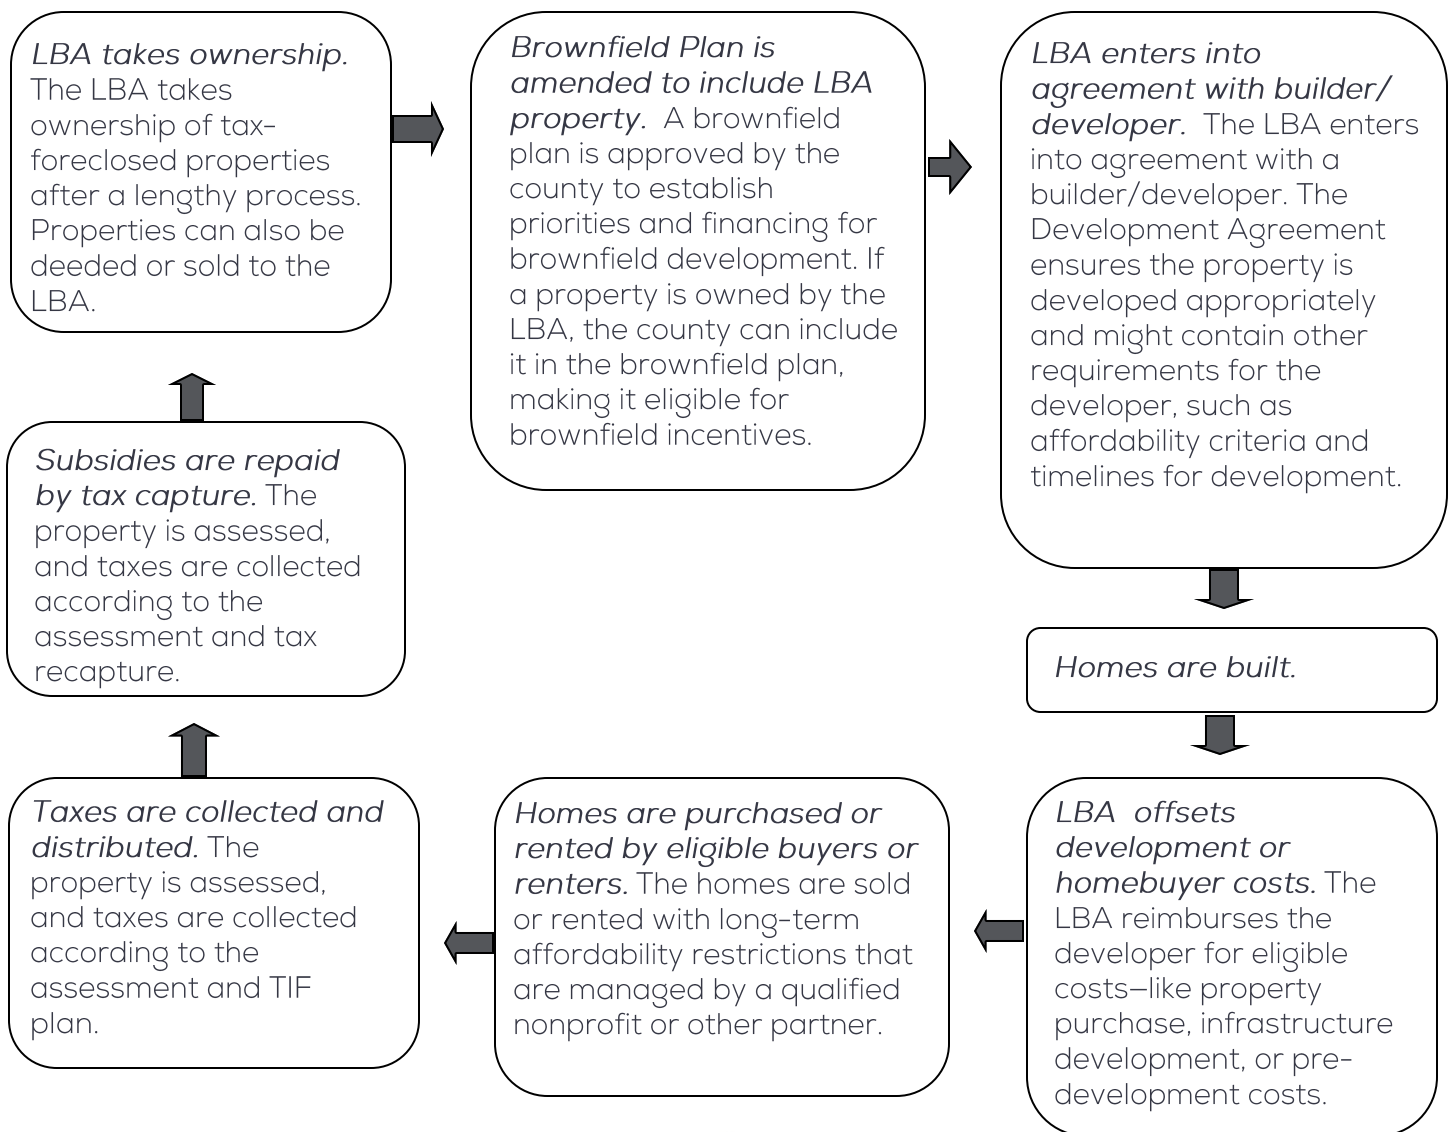 LBA takes ownership.
The LBA takes
ownership of tax-
foreclosed properties
after a lengthy process.
Properties can also be
deeded or sold to the
LBA.
Brownfield Plan is
amended to include LBA
property. A brownfield
plan is approved by the
county to establish
priorities and financing for
brownfield development. If
a property is owned by the
LBA, the county can include
it in the brownfield plan,
making it eligible for
brownfield incentives.
LBA enters into
agreement with builder/
developer. The LBA enters
into agreement with a
builder/developer. The
Development Agreement
ensures the property is
developed appropriately
and might contain other
requirements for the
developer, such as
affordability criteria and
timelines for development.
Homes are built.
LBA offsets
development or
homebuyer costs. The
LBA reimburses the
developer for eligible
costs—like property
purchase, infrastructure
development, or pre-
development costs.
Homes are purchased or
rented by eligible buyers or
renters. The homes are sold
or rented with long-term
affordability restrictions that
are managed by a qualified
nonprofit or other partner.
Taxes are collected and
distributed. The
property is assessed,
and taxes are collected
according to the
assessment and TIF
plan.
Subsidies are repaid
by tax capture. The
property is assessed,
and taxes are collected
according to the
assessment and tax
recapture.